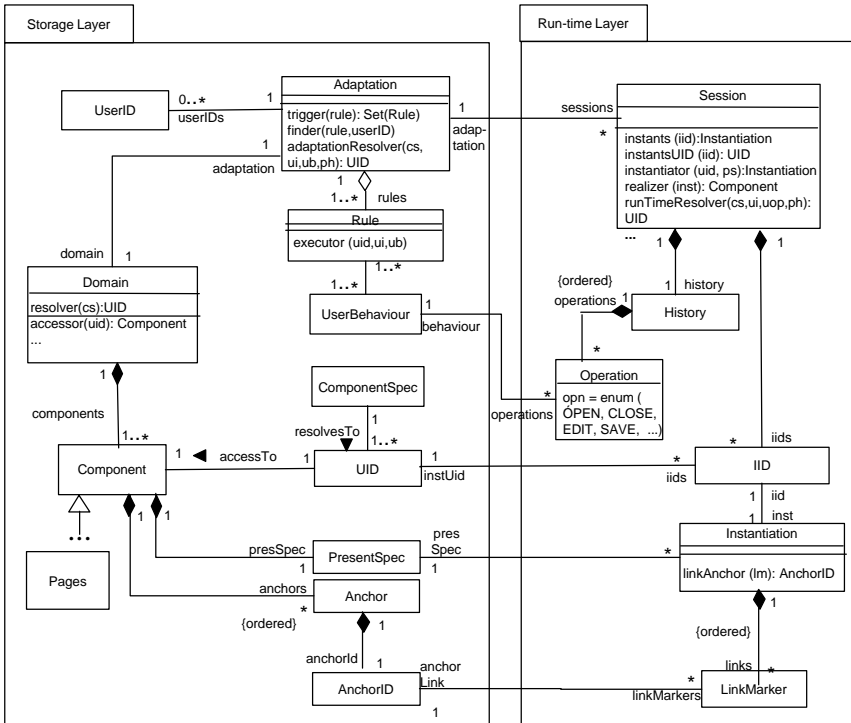 Storage Layer
Run-time Layer
Adaptation
trigger(rule): Set(Rule)
finder(rule,userID)
adaptationResolver(cs,
ui,ub,ph): UID
UserID
0..*
userIDs
1
1
adaptation
1
adap-
tation
sessions
*
Session
instants (iid):Instantiation
instantsUID (iid): UID
instantiator (uid, ps):Instantiation
realizer (inst): Component
runTimeResolver(cs,ui,uop,ph):
UID
...
1
1..*
rules
Rule
executor (uid,ui,ub)
1..*
1..*
UserBehaviour
1
behaviour
1
1
{ordered}
operations
1
1
history
History
domain
1
Domain
resolver(cs):UID
accessor(uid): Component
...
1
components
1..*
*
Operation
opn = enum (
OPEN, CLOSE,
EDIT, SAVE, ...)
*
operations
ComponentSpec
1
resolvesTo
1..*
Component
1
accessTo
1
UID
1
instUid
*
iids
*
iids
IID
1
iid
1
inst
Instantiation
linkAnchor (lm): AnchorID
1
1
...
Pages
presSpec
1
PresentSpec
pres
Spec
1
*
anchors
*
{ordered}
Anchor
1
anchorId
1
AnchorID
anchor
Link
1
1
{ordered}
links
*
*
linkMarkers
LinkMarker